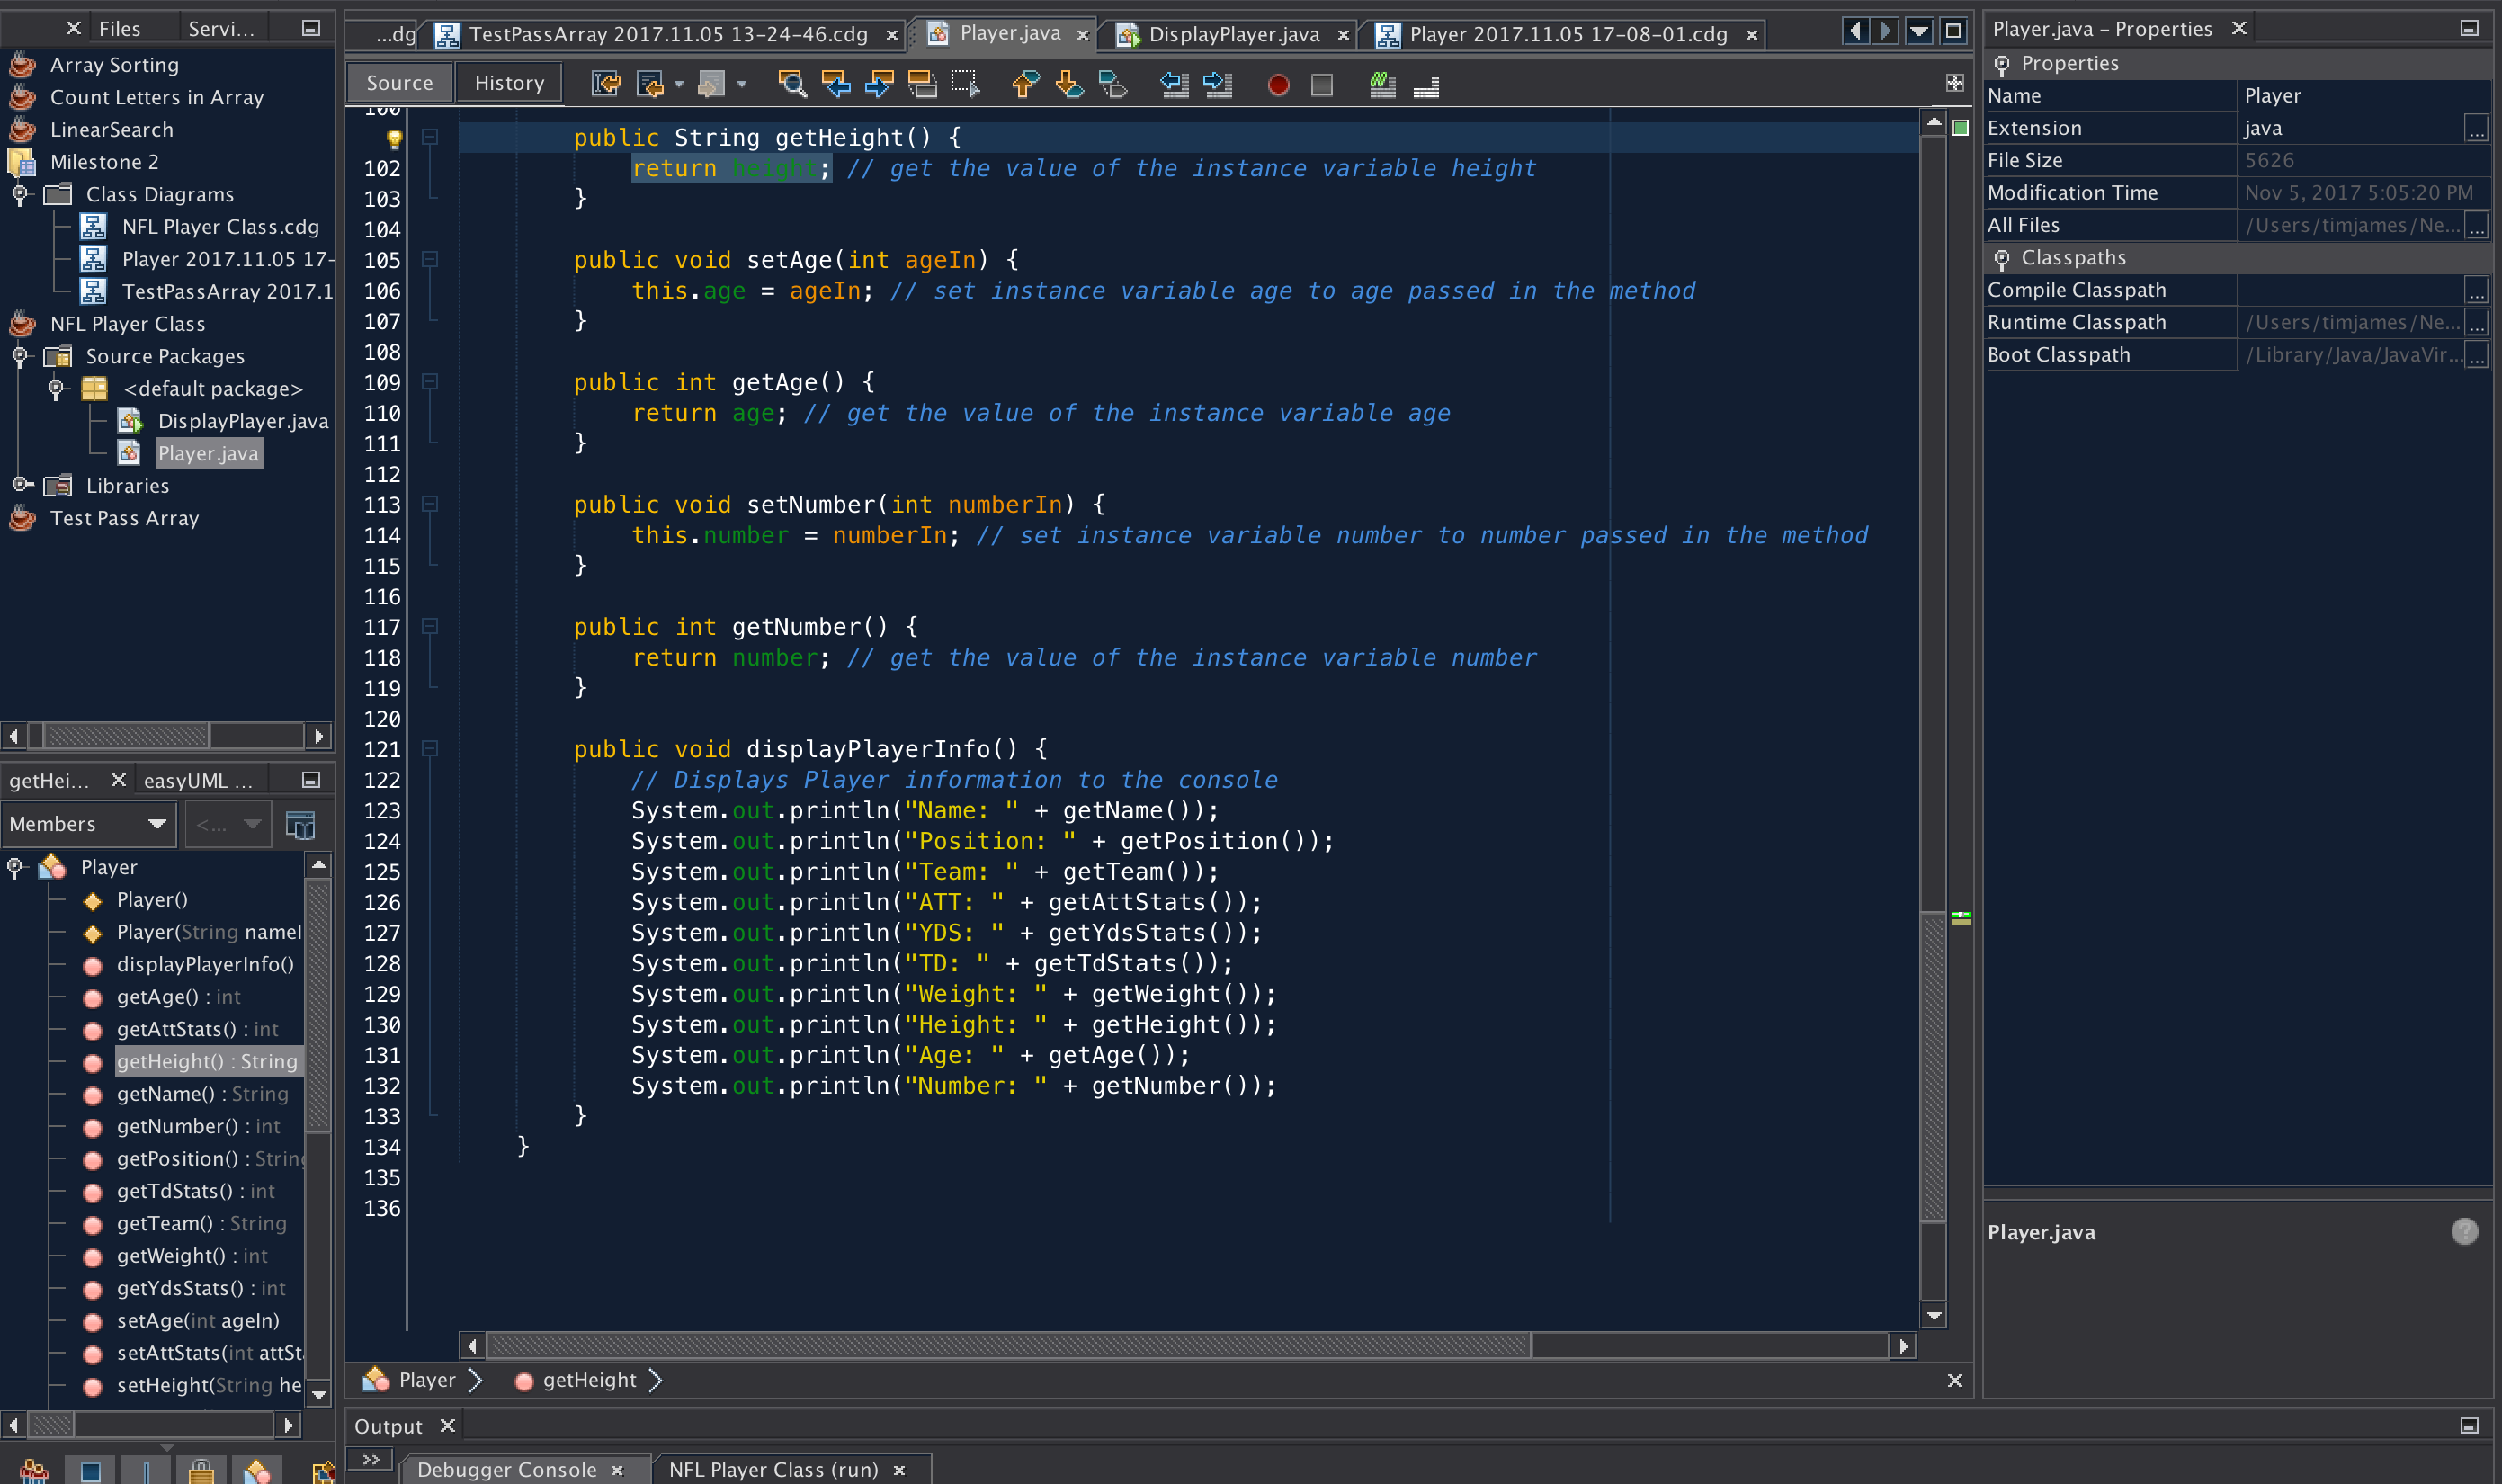 Files
Servi...
Array Sorting
Count Letters in Array
LinearSearch
Milestone 2
Class Diagrams
NFL Player Class.cdg
Player 2017.11.05 17-
TestPassArray 2017.1
NFL Player Class
Source Packages
<default package>
DisplayPlayer.java
Player.java
Libraries
Test Pass Array
getHei...
easyUML ...
Members
<...
Player
Player()
Player(String nameI
displayPlayerInfo()
getAge() : int
getAttStats() : int
getHeight() : String
getName() : String
getNumber() : int
getPosition() : String
getTdStats() : int
getTeam() : String
getWeight() : int
getYdsStats() : int
setAge(int ageIn)
setAttStats(int attSta
setHeight(String he
...dg
TestPassArray 2017.11.05 13-24-46.cdg
Player.java
DisplayPlayer.java
Player 2017.11.05 17-08-01.cdg
Source
History
100
public String getHeight() {
102 return height; // get the value of the instance variable height
103 }
104
105 public void setAge(int ageIn) {
106 this.age = ageIn; // set instance variable age to age passed in the method
107 }
108
109 public int getAge() {
110 return age; // get the value of the instance variable age
111 }
112
113 public void setNumber(int numberIn) {
114 this.number = numberIn; // set instance variable number to number passed in the method
115 }
116
117 public int getNumber() {
118 return number; // get the value of the instance variable number
119 }
120
121 public void displayPlayerInfo() {
122 // Displays Player information to the console
123 System.out.println("Name: " + getName());
124 System.out.println("Position: " + getPosition());
125 System.out.println("Team: " + getTeam());
126 System.out.println("ATT: " + getAttStats());
127 System.out.println("YDS: " + getYdsStats());
128 System.out.println("TD: " + getTdStats());
129 System.out.println("Weight: " + getWeight());
130 System.out.println("Height: " + getHeight());
131 System.out.println("Age: " + getAge());
132 System.out.println("Number: " + getNumber());
133 }
134 }
135
136
Player
getHeight
Output
>>
Debugger Console
NFL Player Class (run)
Player.java – Properties
Properties
Name Player
Extension java
...
File Size 5626
Modification Time Nov 5, 2017 5:05:20 PM
All Files /Users/timjames/Ne...
...
Classpaths
Compile Classpath
...
Runtime Classpath /Users/timjames/Ne...
...
Boot Classpath /Library/Java/JavaVir...
...
Player.java
?